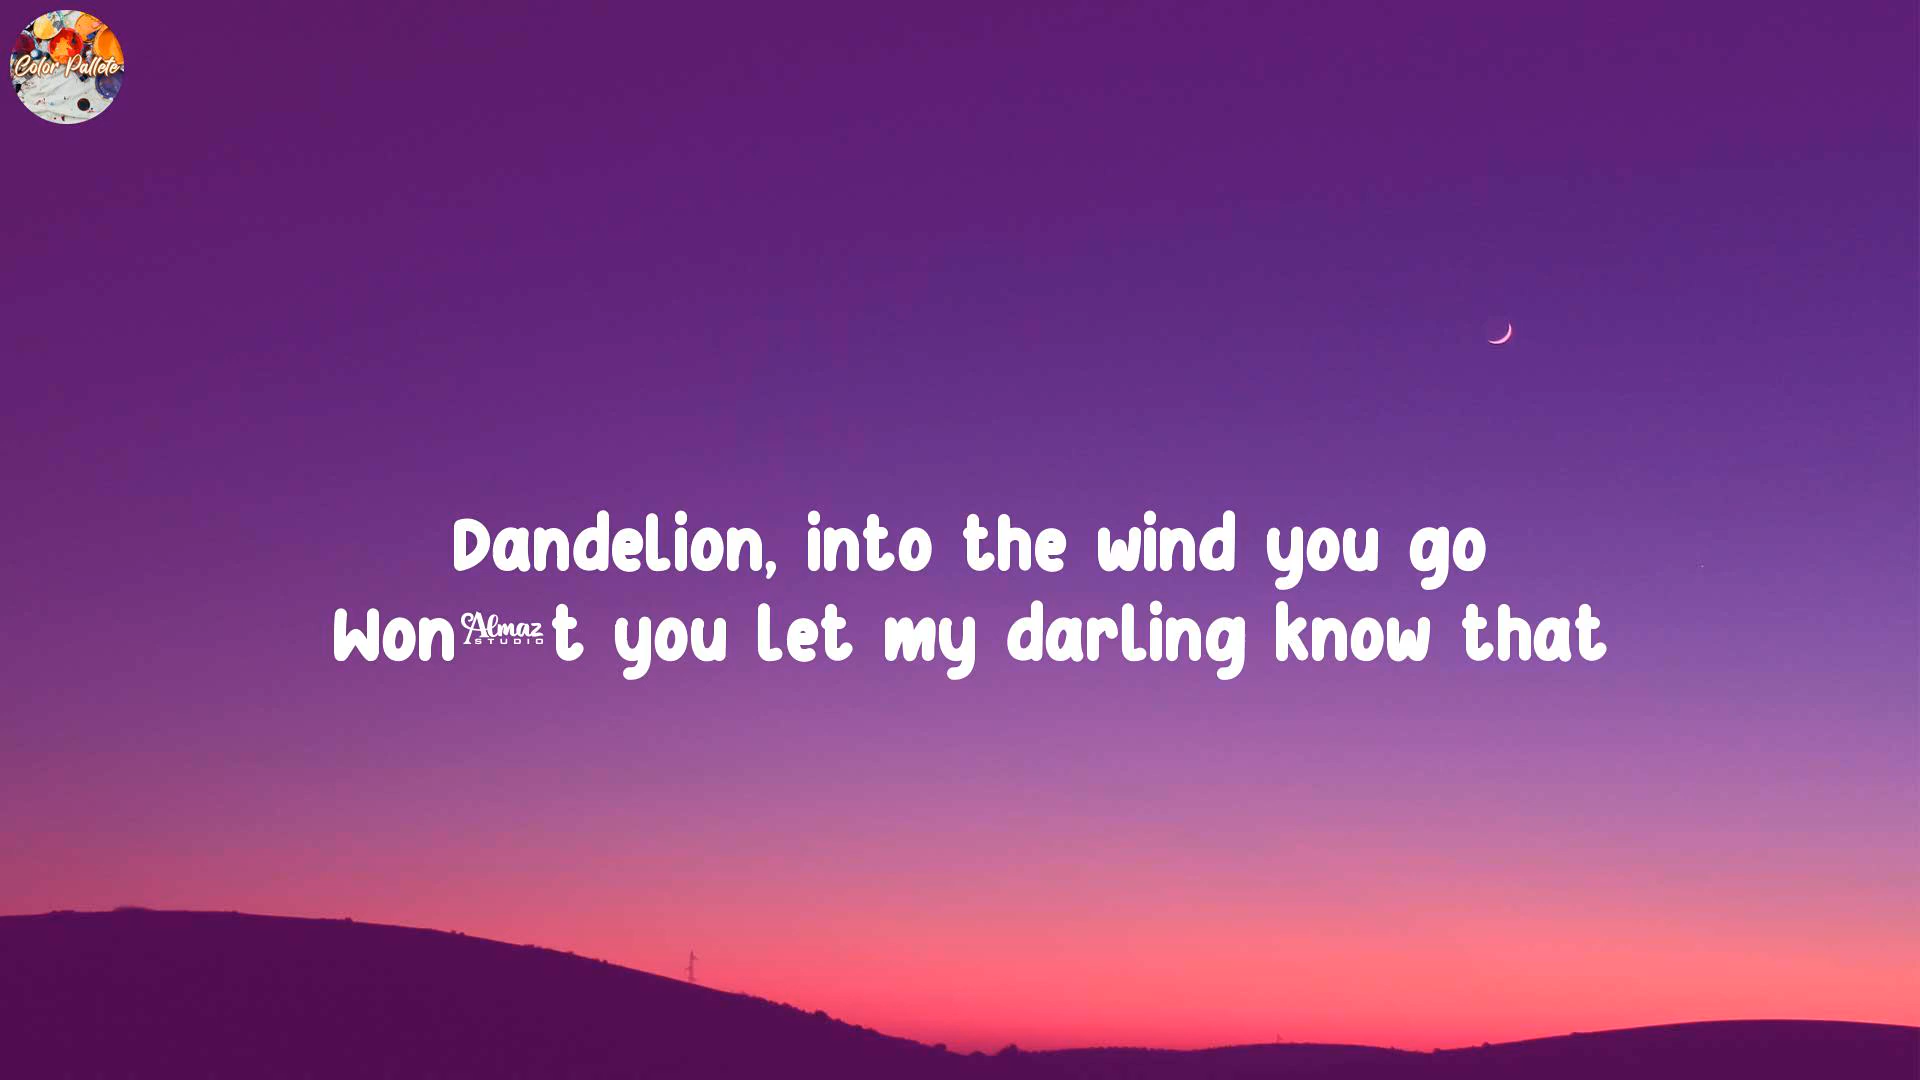 Color Pallete
Dandelion, into the wind you go
Won Almaz STUDIO t you let my darling know that